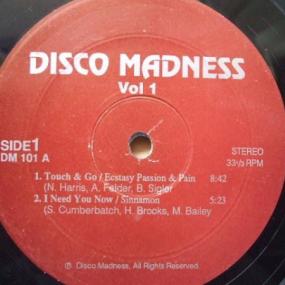 DISCO MADNESS
Vol 1
SIDE 1
DM 101 A
STEREO
33⅓ RPM
1. Touch & Go / Ecstasy Passion & Pain 8:42
(N. Harris, A. Felder, B. Sigler)
2. I Need You Now / Sinnamon 5:23
(S. Cumberbatch, H. Brooks, M. Bailey
℗ Disco Madness, All Rights Reserved.